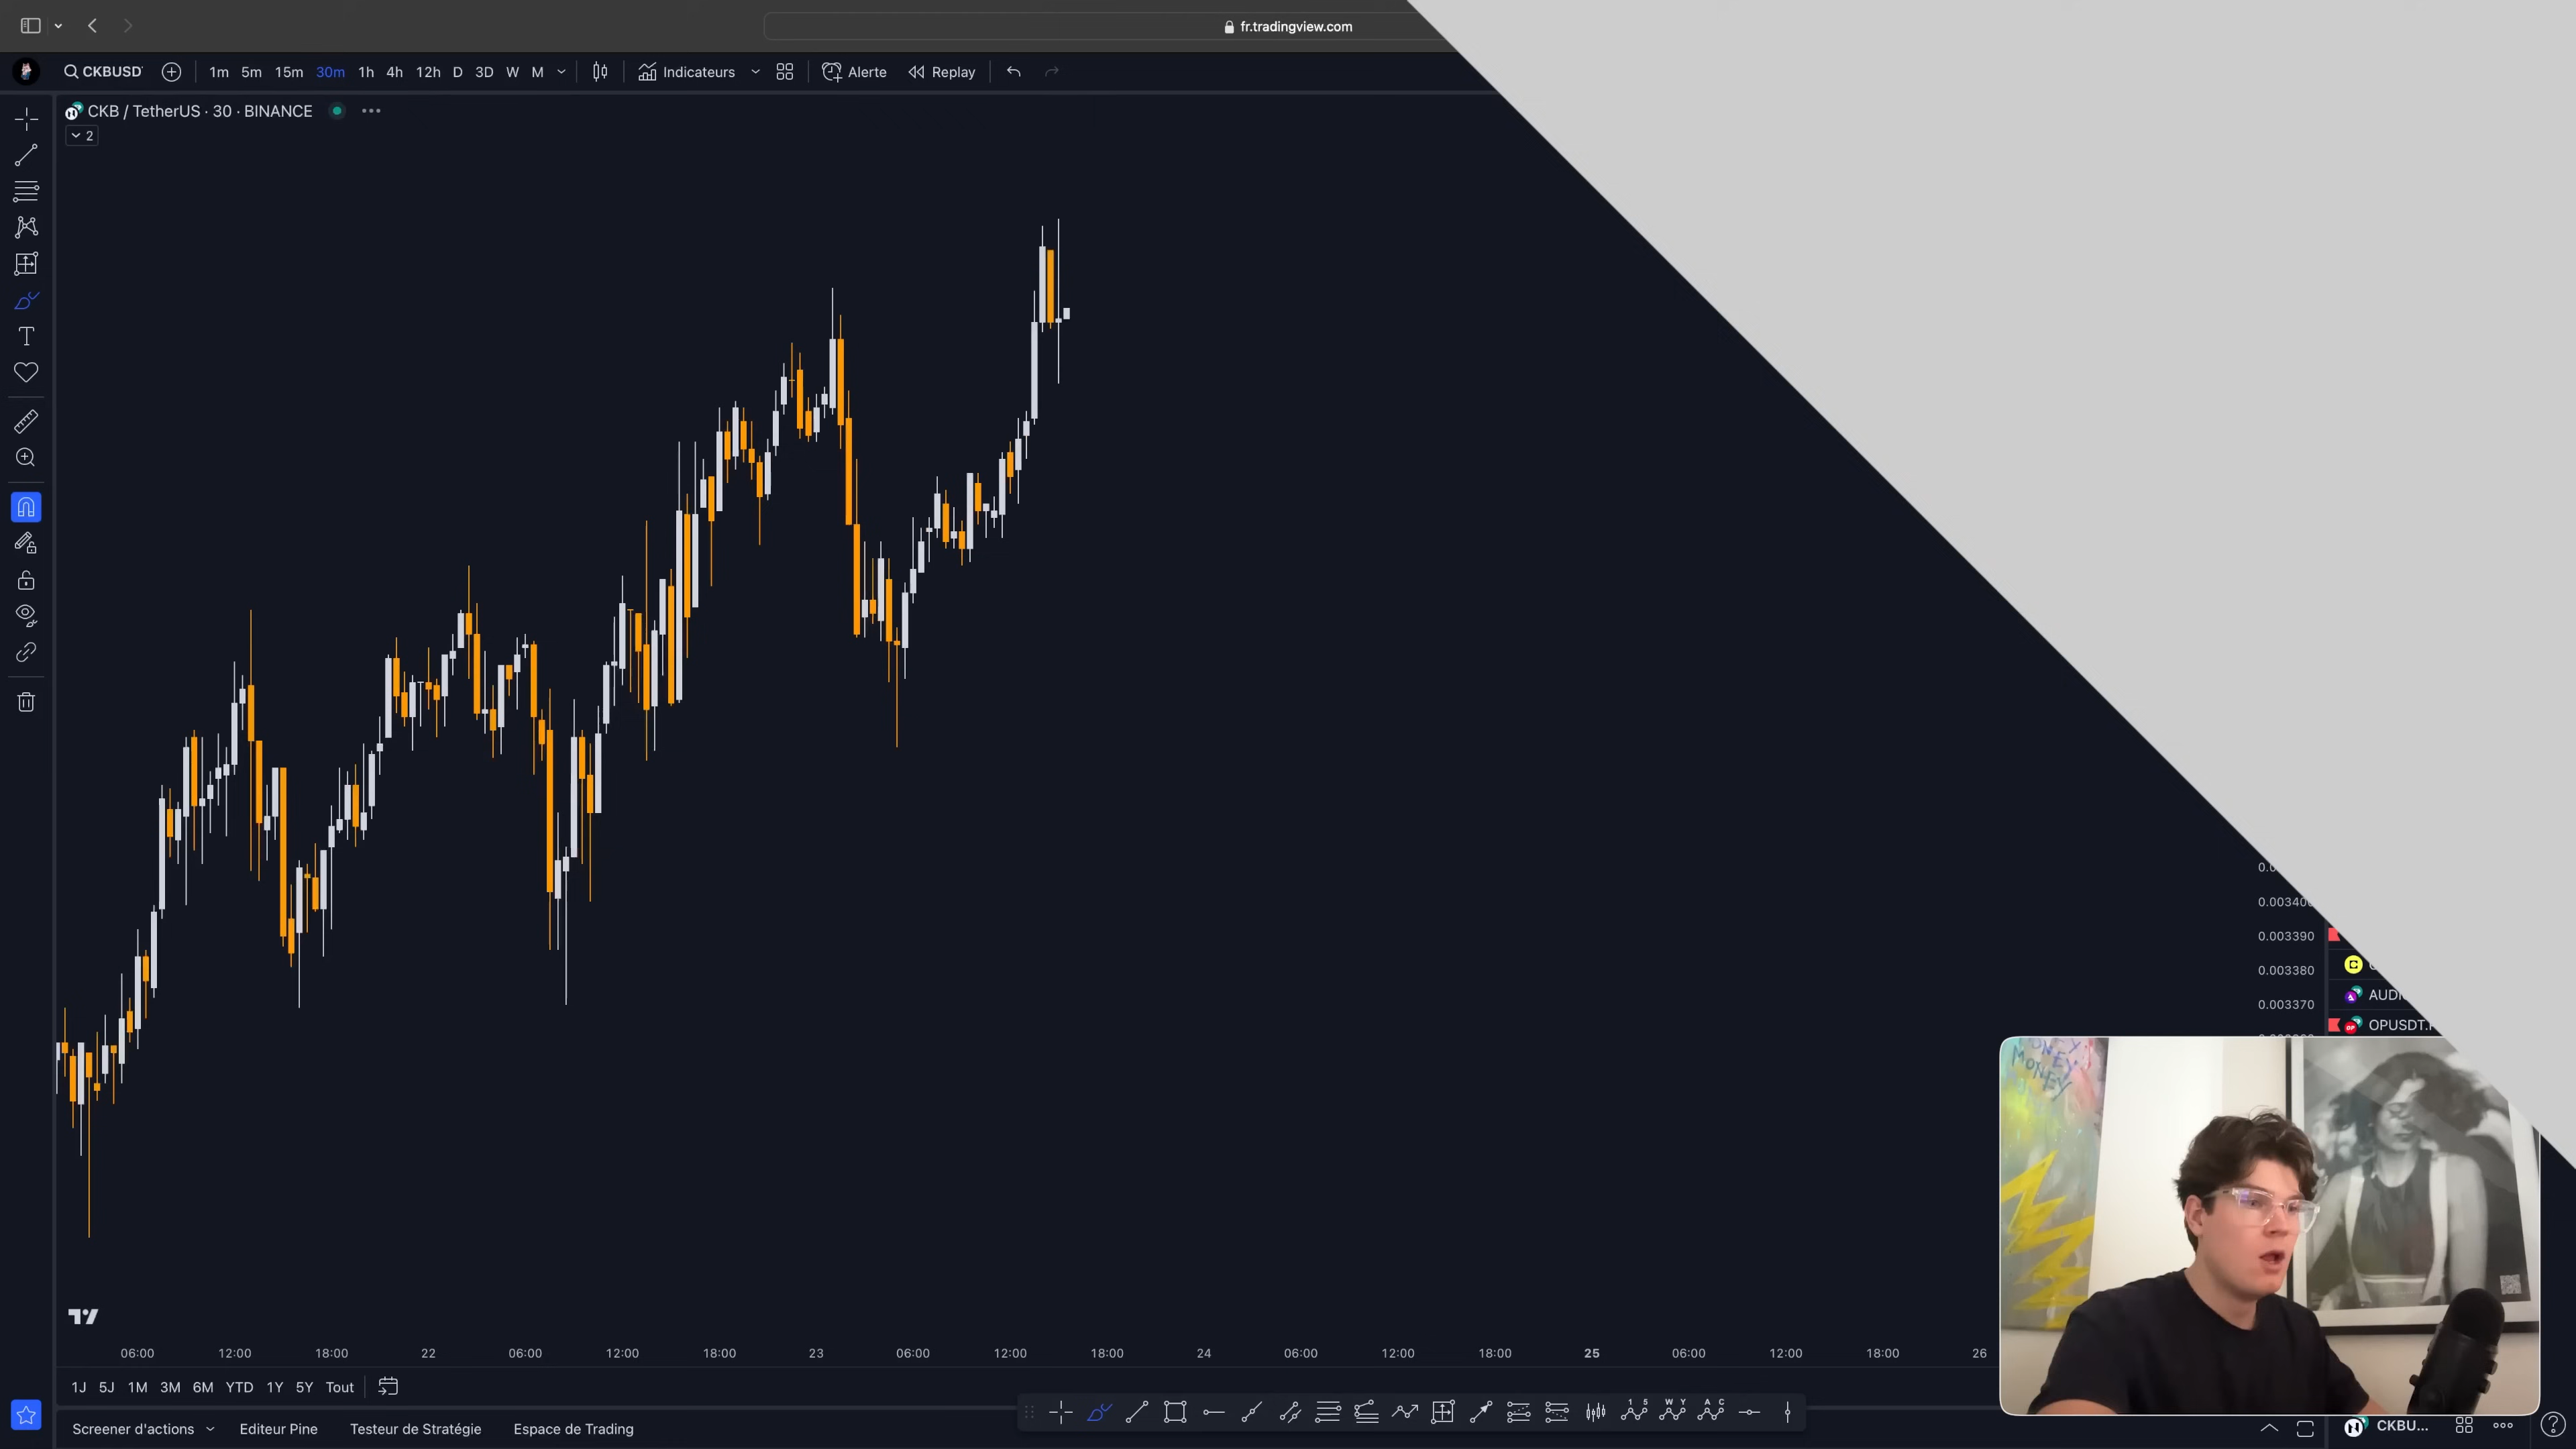 fr.tradingview.com
CKBUSD
1m 5m 15m 30m 1h 4h 12h D 3D W M
Indicateurs
Alerte
Replay
CKB / TetherUS · 30 · BINANCE
2
0.003390
0.003380
0.003370
OPUSDT.
MONEY
MONEY
06:00 12:00 18:00 22 06:00 12:00 18:00 23 06:00 12:00 18:00 24 06:00 12:00 18:00 25 06:00 12:00 18:00 26
1J 5J 1M 3M 6M YTD 1Y 5Y Tout
1 5 W Y A C
Screener d'actions
Editeur Pine
Testeur de Stratégie
Espace de Trading
CKBU...